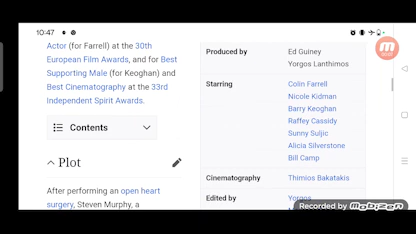 10:47
Actor (for Farrell) at the 30th
European Film Awards, and for Best
Supporting Male (for Keoghan) and
Best Cinematography at the 33rd
Independent Spirit Awards.
Contents
Plot
After performing an open heart
surgery, Steven Murphy, a
Produced by
Ed Guiney
Yorgos Lanthimos
Starring
Colin Farrell
Nicole Kidman
Barry Keoghan
Raffey Cassidy
Sunny Suljic
Alicia Silverstone
Bill Camp
Cinematography
Thimios Bakatakis
Edited by
Yorgos
Recorded by Mobizen